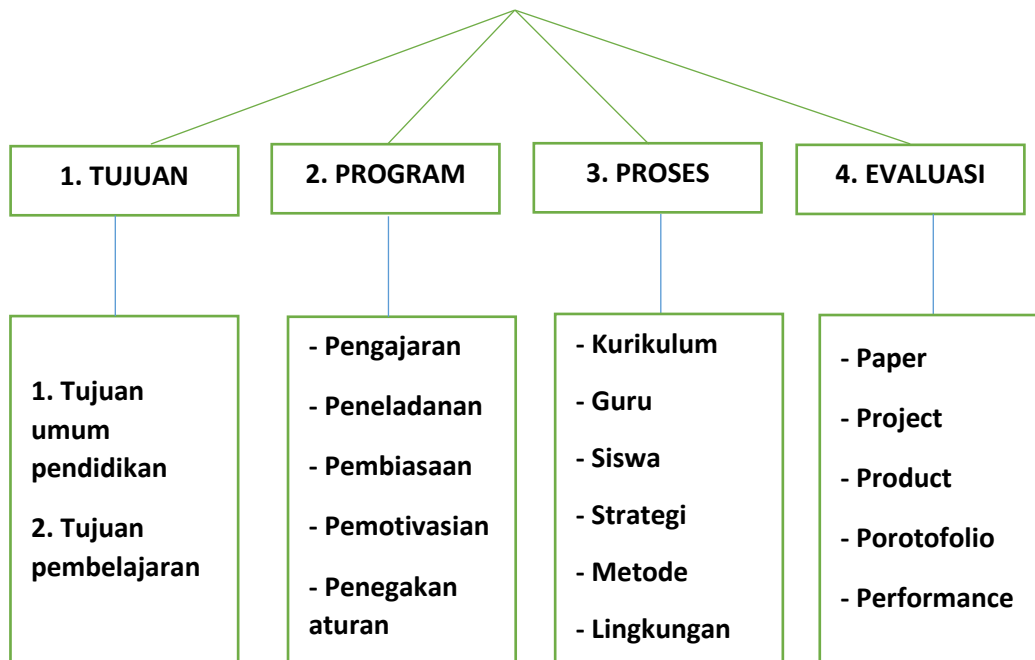 1. TUJUAN
2. PROGRAM
3. PROSES
4. EVALUASI
1. Tujuan
umum
pendidikan
2. Tujuan
pembelajaran
- Pengajaran
- Peneladanan
- Pembiasaan
- Pemotivasian
- Penegakan
aturan
- Kurikulum
- Guru
- Siswa
- Strategi
- Metode
- Lingkungan
- Paper
- Project
- Product
- Porotofolio
- Performance